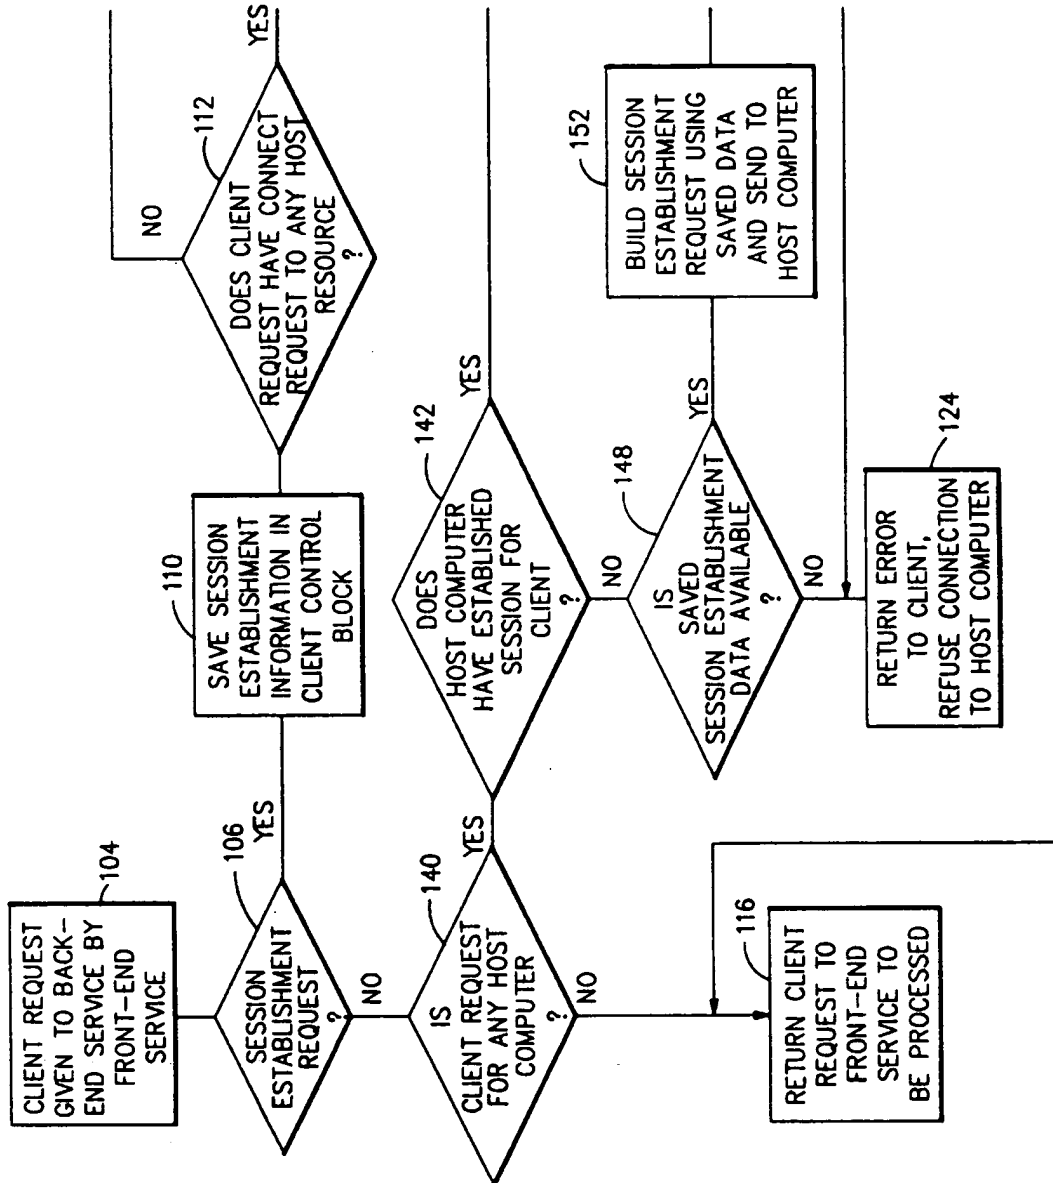 CLIENT REQUEST
GIVEN TO BACK-
END SERVICE BY
FRONT-END
SERVICE
104
SESSION
ESTABLISHMENT
REQUEST
?
106
YES
NO
SAVE SESSION
ESTABLISHMENT
INFORMATION IN
CLIENT CONTROL
BLOCK
110
DOES CLIENT
REQUEST HAVE CONNECT
REQUEST TO ANY HOST
RESOURCE
?
112
NO
YES
IS
CLIENT REQUEST
FOR ANY HOST
COMPUTER
?
140
YES
NO
DOES
HOST COMPUTER
HAVE ESTABLISHED
SESSION FOR
CLIENT
?
142
YES
NO
IS
SAVED
SESSION ESTABLISHMENT
DATA AVAILABLE
?
148
YES
NO
BUILD SESSION
ESTABLISHMENT
REQUEST USING
SAVED DATA
AND SEND TO
HOST COMPUTER
152
RETURN CLIENT
REQUEST TO
FRONT-END
SERVICE TO
BE PROCESSED
116
RETURN ERROR
TO CLIENT,
REFUSE CONNECTION
TO HOST COMPUTER
124